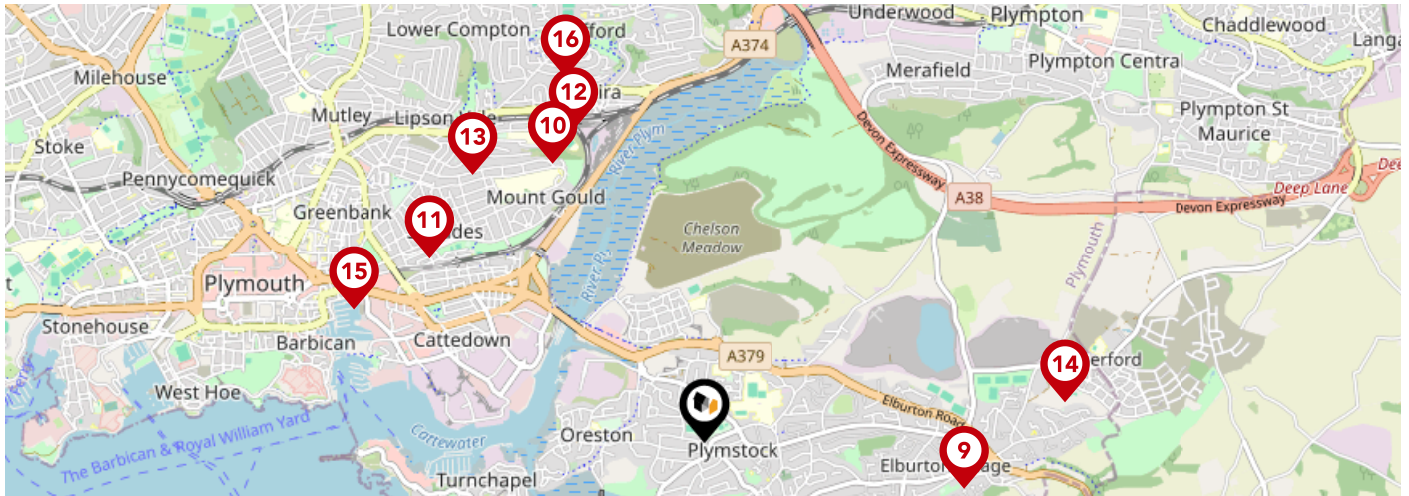 Underwood
Plympton
Chaddlewood
Lower Compton
16
A374
Milehouse
Merafield
Plympton Central
12
Mutley
Lipson
10
13
River Plym
Plympton St
Maurice
Stoke
Devon Expressway
Pennycomequick
Mount Gould
A38
Deep Lane
Devon Expressway
Greenbank
11
Chelson
Meadow
Plymouth
15
Plymouth
River P
Stonehouse
Barbican
Cattedown
A379
14
West Hoe
Elburton Road
The Barbican & Royal William Yard
Cattewater
Oreston
Plymstock
9
Turnchapel